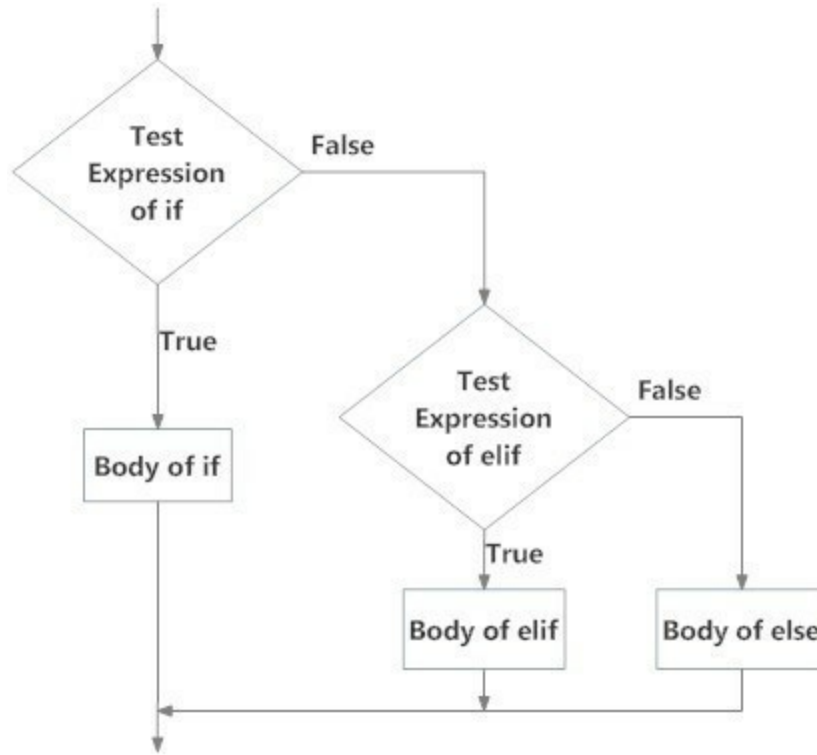 Test
Expression
of if
False
True
Body of if
Test
Expression
of elif
False
True
Body of elif
Body of else